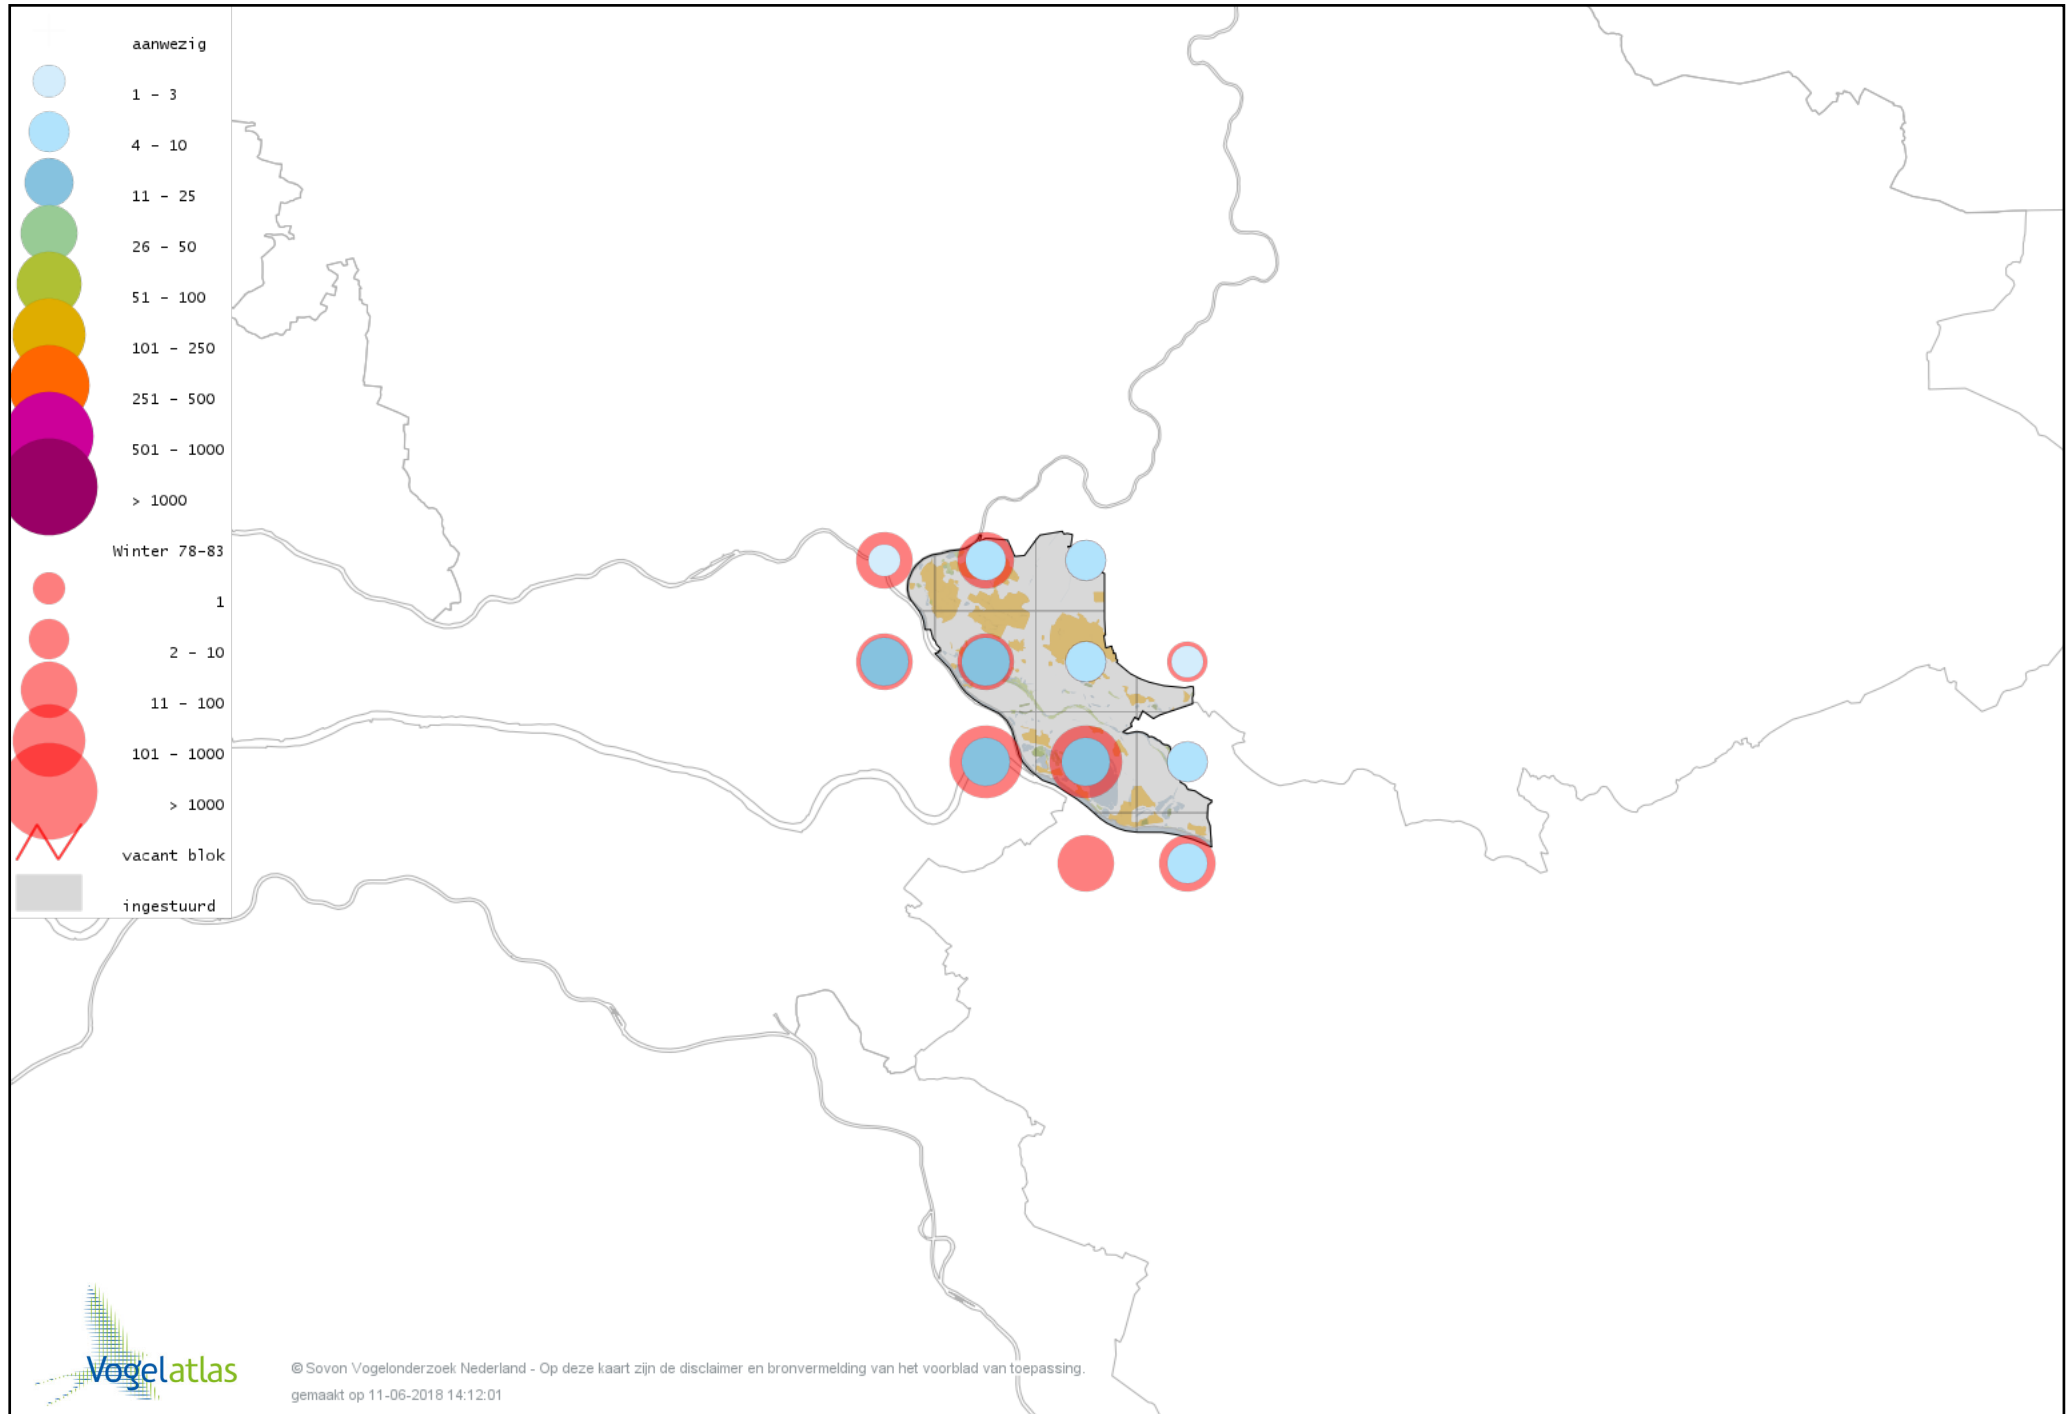 aanwezig
1 - 3
4 - 10
11 - 25
26 - 50
51 - 100
101 - 250
251 - 500
501 - 1000
> 1000
Winter 78-83
1
2 - 10
11 - 100
101 - 1000
> 1000
vacant blok
ingestuurd
Vogelatlas
© Sovon Vogelonderzoek Nederland - Op deze kaart zijn de disclaimer en bronvermelding van het voorblad van toepassing.
gemaakt op 11-06-2018 14:12:01